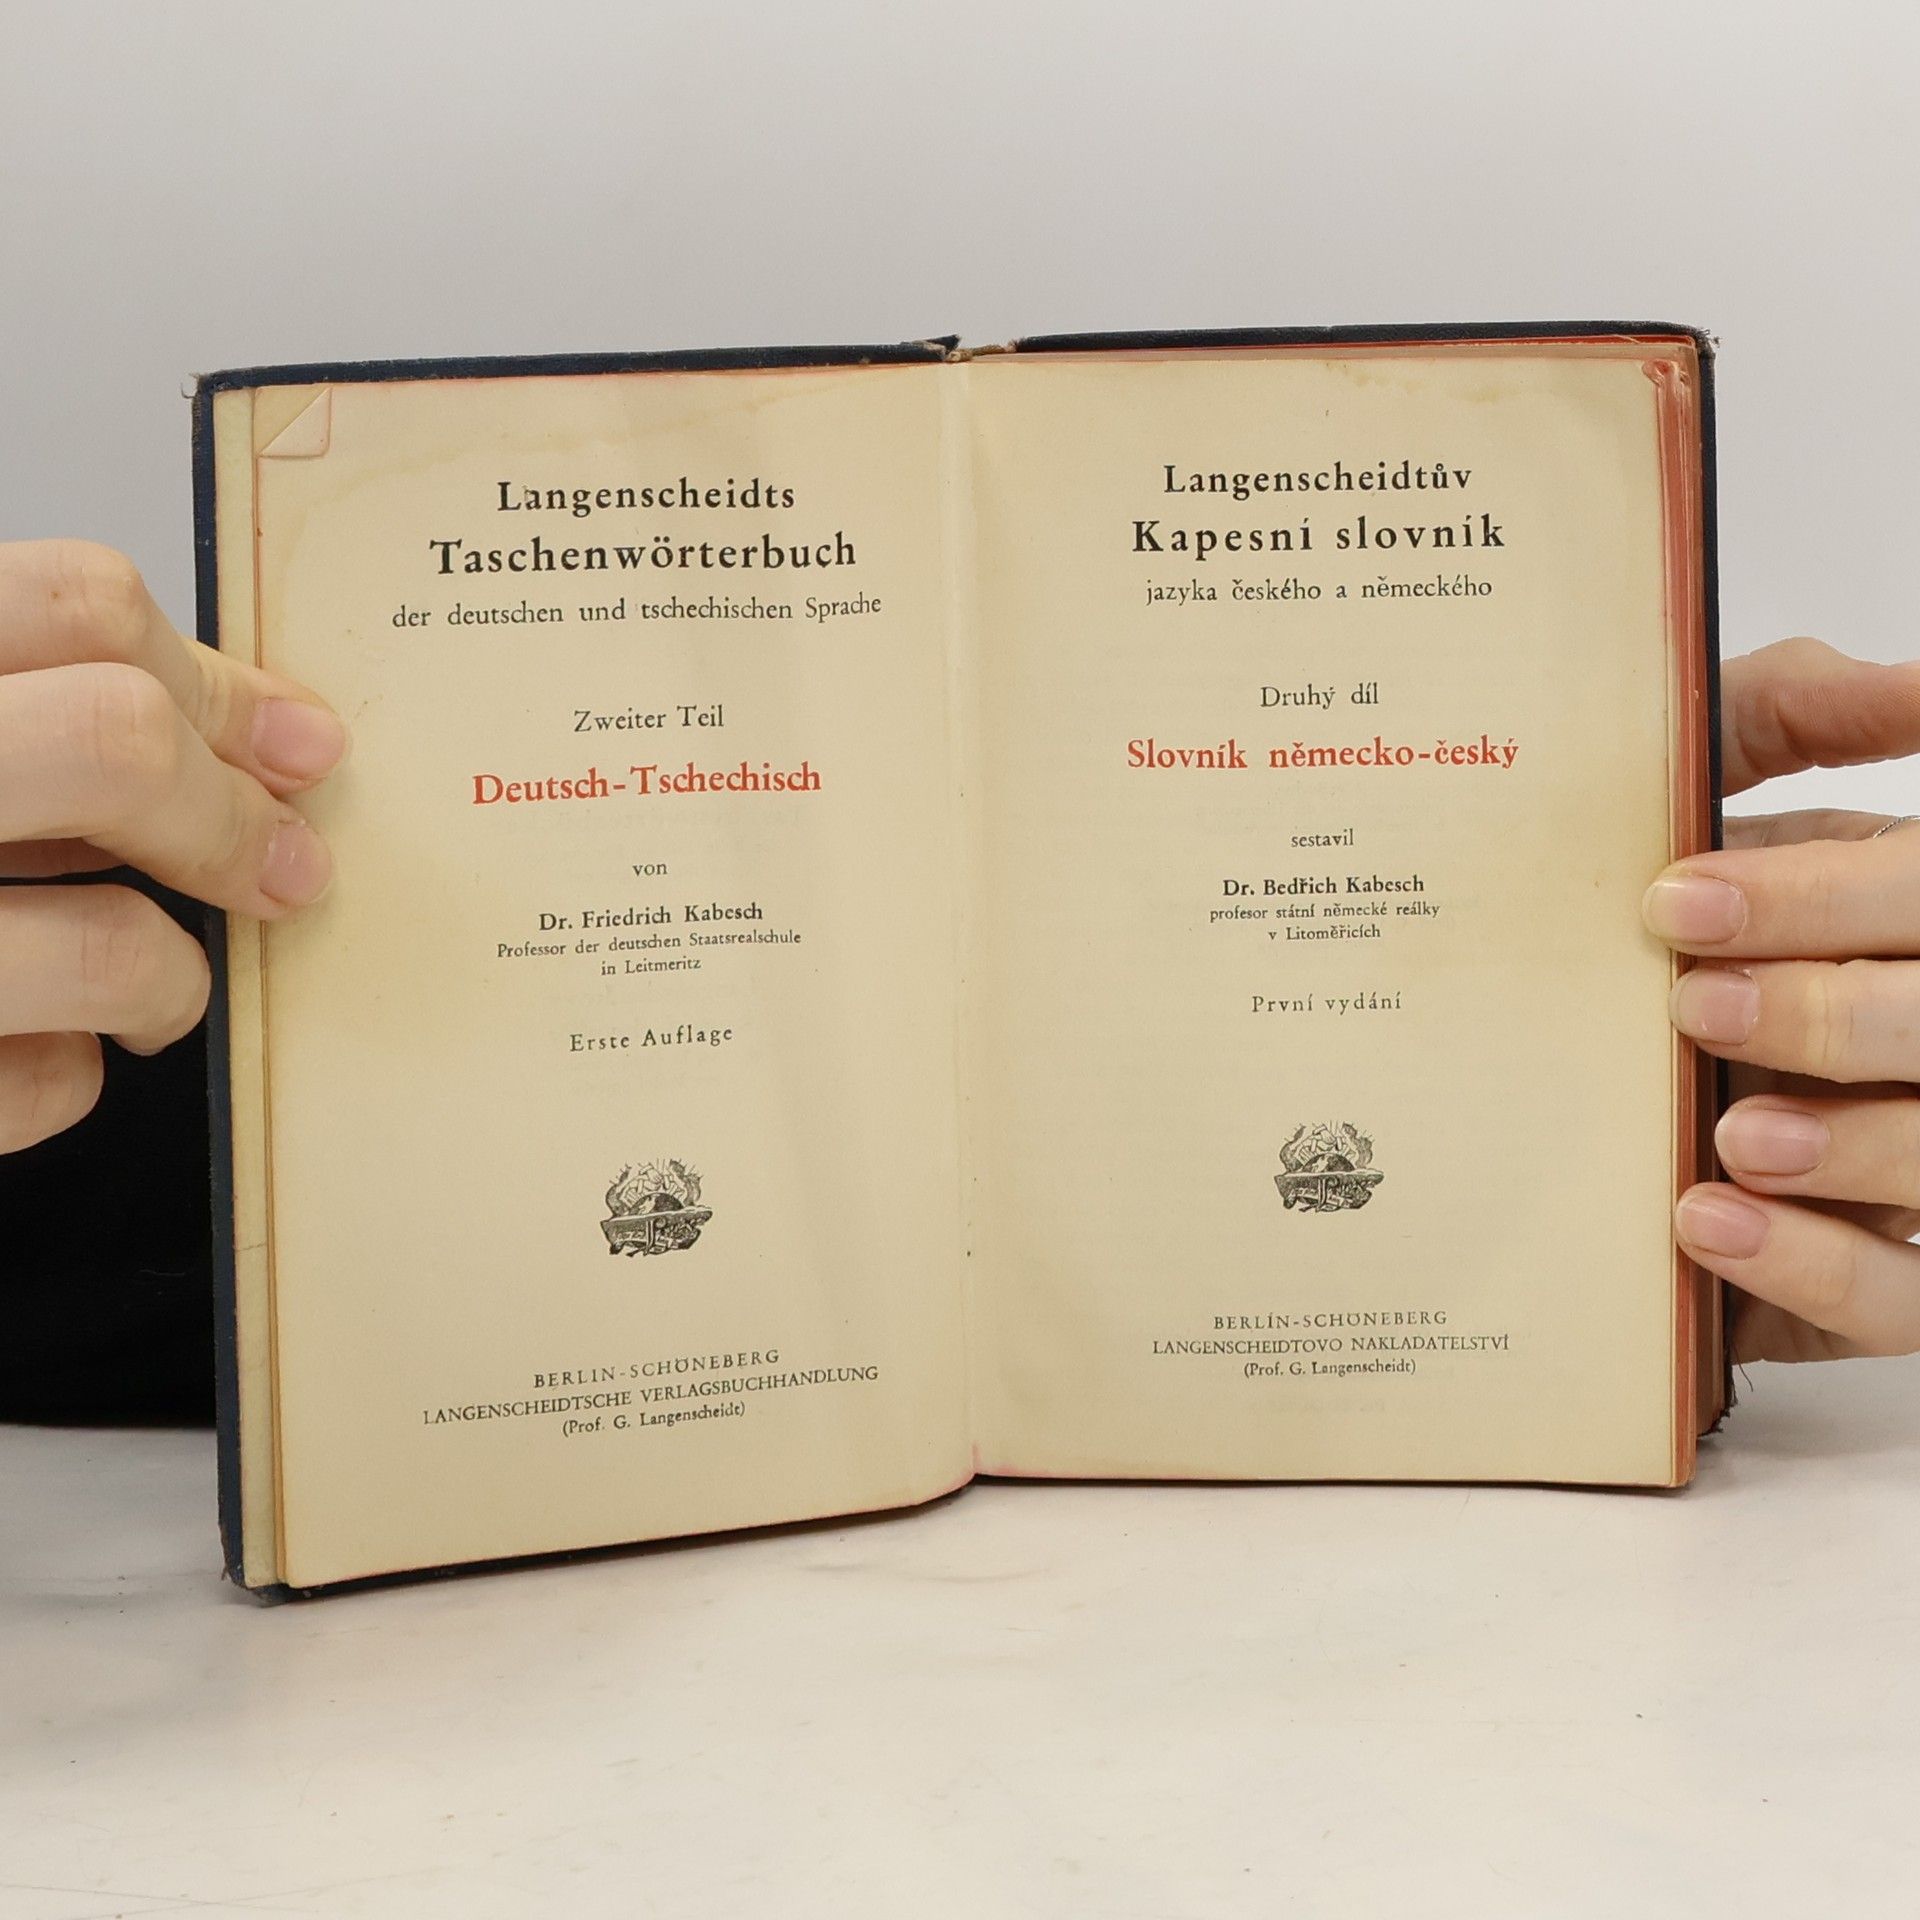 Langenscheidts
Taschenwörterbuch
der deutschen und tschechischen Sprache
Zweiter Teil
Deutsch-Tschechisch
von
Dr. Friedrich Kabesch
Professor der deutschen Staatsrealschule
in Leitmeritz
Erste Auflage
BERLIN-SCHÖNEBERG
LANGENSCHEIDTSCHE VERLAGSBUCHHANDLUNG
(Prof. G. Langenscheidt)
Langenscheidtův
Kapesní slovník
jazyka českého a německého
Druhý díl
Slovník německo-český
sestavil
Dr. Bedřich Kabesch
profesor státní německé reálky
v Litoměřicích
První vydání
BERLÍN-SCHÖNEBERG
LANGENSCHEIDTOVO NAKLADATELSTVÍ
(Prof. G. Langenscheidt)